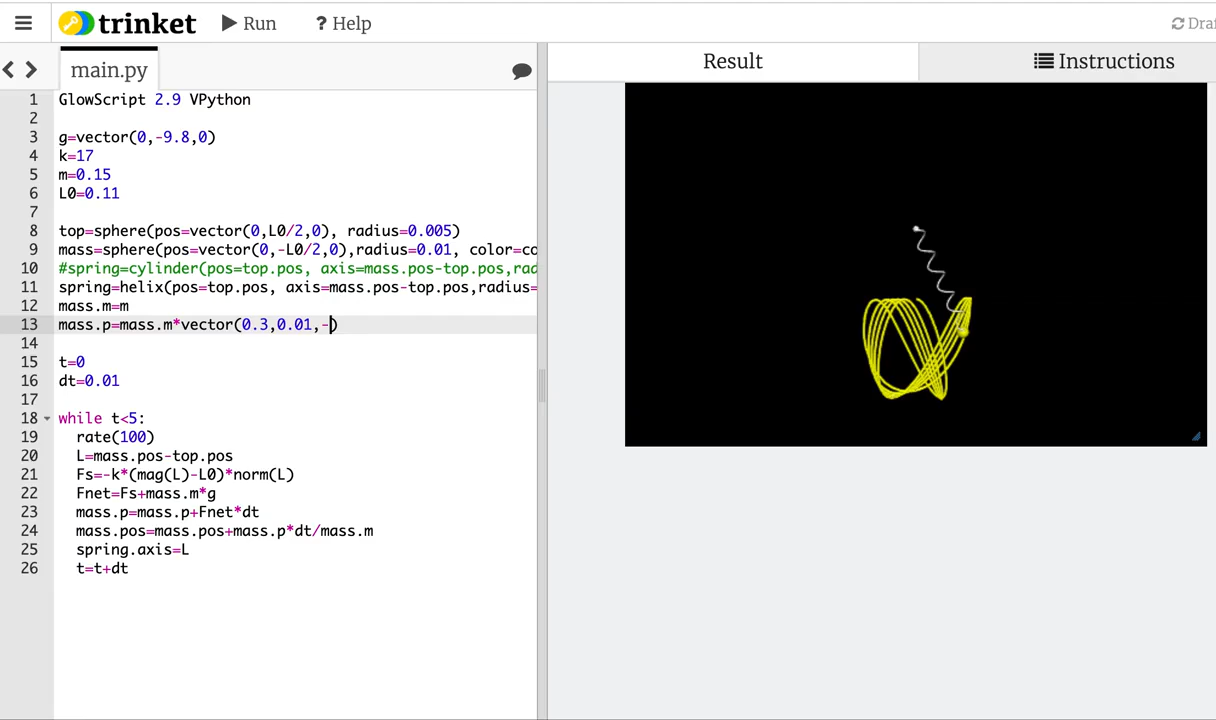 trinket Run ? Help Draf
main.py
Result Instructions
1 GlowScript 2.9 VPython
2
3 g=vector(0,-9.8,0)
4 k=17
5 m=0.15
6 L0=0.11
7
8 top=sphere(pos=vector(0,L0/2,0), radius=0.005)
9 mass=sphere(pos=vector(0,-L0/2,0),radius=0.01, color=co
10 #spring=cylinder(pos=top.pos, axis=mass.pos-top.pos,rad
11 spring=helix(pos=top.pos, axis=mass.pos-top.pos,radius=
12 mass.m=m
13 mass.p=mass.m*vector(0.3,0.01,-)
14
15 t=0
16 dt=0.01
17
18 while t<5:
19 rate(100)
20 L=mass.pos-top.pos
21 Fs=-k*(mag(L)-L0)*norm(L)
22 Fnet=Fs+mass.m*g
23 mass.p=mass.p+Fnet*dt
24 mass.pos=mass.pos+mass.p*dt/mass.m
25 spring.axis=L
26 t=t+dt